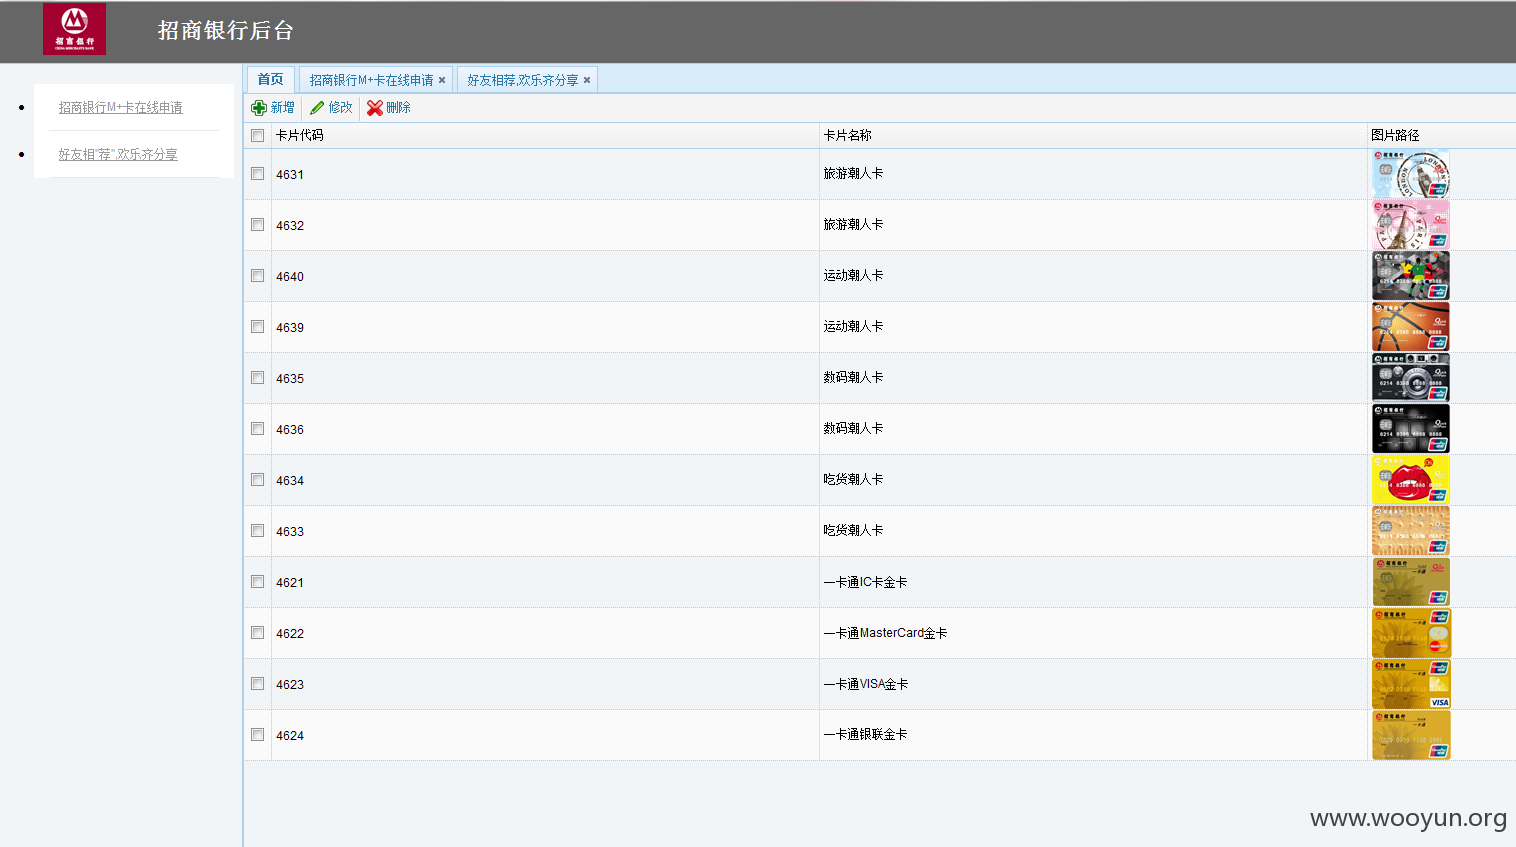 招商银行
CHINA MERCHANTS BANK
招商银行后台
招商银行M+卡在线申请
好友相"荐",欢乐齐分享
首页 招商银行M+卡在线申请 好友相荐,欢乐齐分享
新增 修改 删除
卡片代码 卡片名称 图片路径
4631 旅游潮人卡
4632 旅游潮人卡
4640 运动潮人卡
4639 运动潮人卡
4635 数码潮人卡
4636 数码潮人卡
4634 吃货潮人卡
4633 吃货潮人卡
4621 一卡通IC卡金卡
4622 一卡通MasterCard金卡
4623 一卡通VISA金卡
VISA
4624 一卡通银联金卡
www.wooyun.org